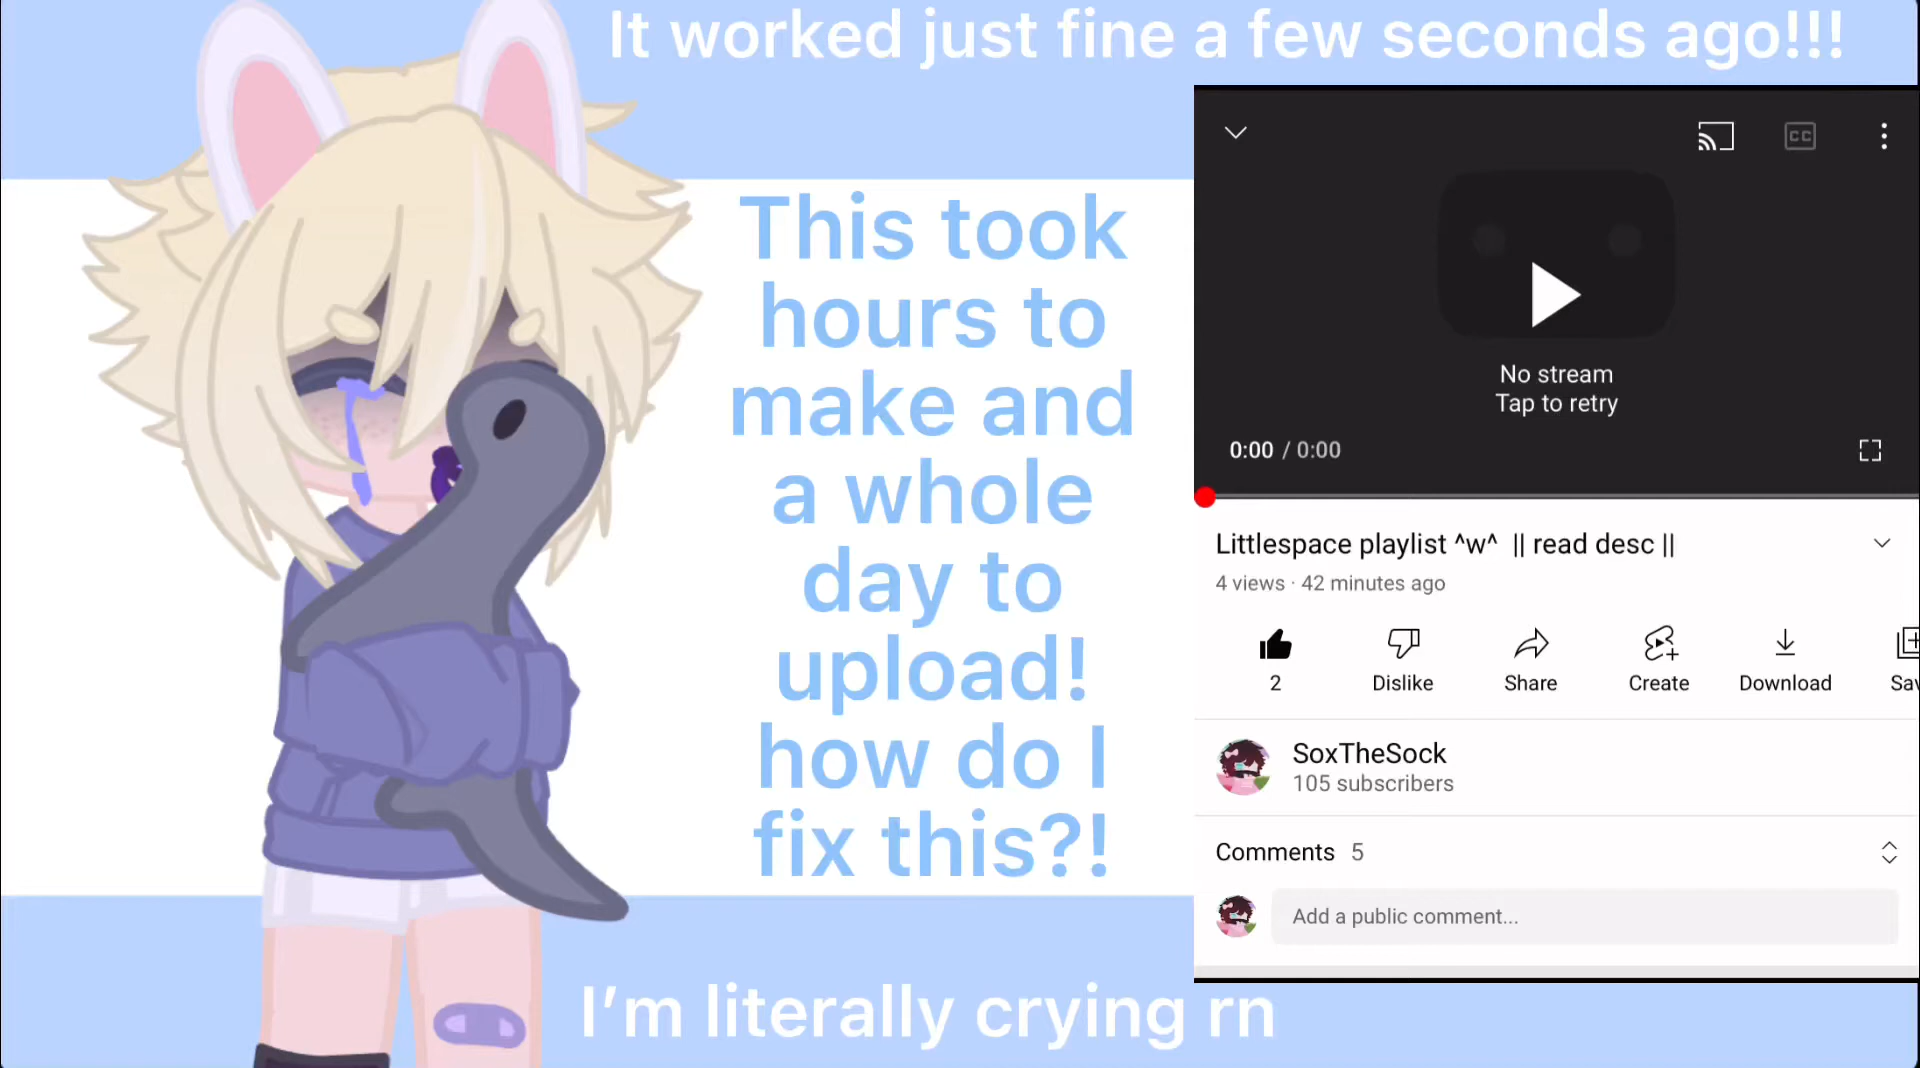 It worked just fine a few seconds ago!!!
This took
hours to
make and
a whole
day to
upload!
how do I
fix this?!
I’m literally crying rn
CC
No stream
Tap to retry
0:00 / 0:00
Littlespace playlist ^w^ || read desc ||
4 views · 42 minutes ago
2 Dislike Share Create Download Sav
SoxTheSock
105 subscribers
Comments 5
Add a public comment...